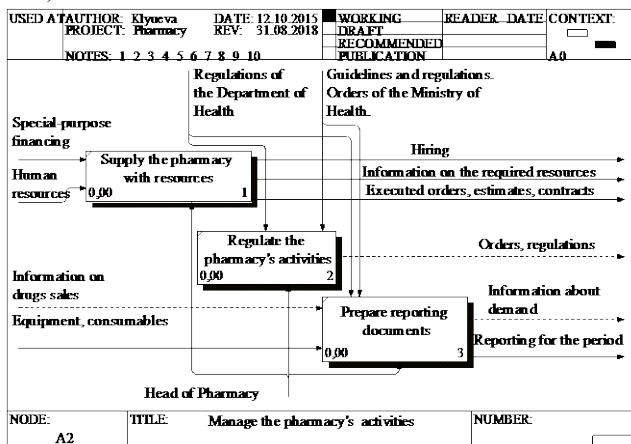 USED AT
AUTHOR: Klyueva DATE: 12.10.2015
PROJECT: Pharmacy REV: 31.08.2018
NOTES: 1 2 3 4 5 6 7 8 9 10
WORKING
DRAFT
RECOMMENDED
PUBLICATION
READER DATE
CONTEXT:
A0
Regulations of
the Department of
Health
Guidelines and regulations.
Orders of the Ministry of
Health.
Special-purpose
financing
Human
resources
Supply the pharmacy
with resources
0,00 1
Hiring
Information on the required resources
Executed orders, estimates, contracts
Regulate the
pharmacy's activities
0,00 2
Orders, regulations
Information on
drugs sales
Equipment, consumables
Prepare reporting
documents
0,00 3
Information about
demand
Reporting for the period
Head of Pharmacy
NODE:
A2
TITLE: Manage the pharmacy's activities
NUMBER: